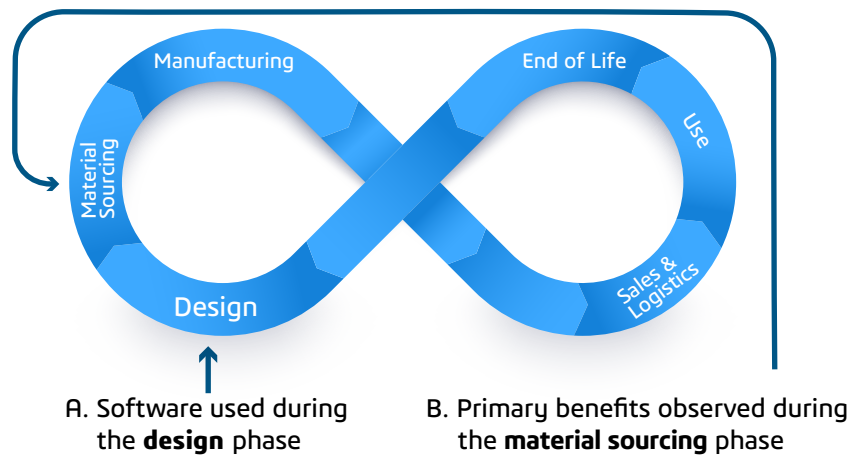 Manufacturing
End of Life
Use
Material
Sourcing
Sales &
Logistics
Design
A. Software used during
the design phase
B. Primary benefits observed during
the material sourcing phase